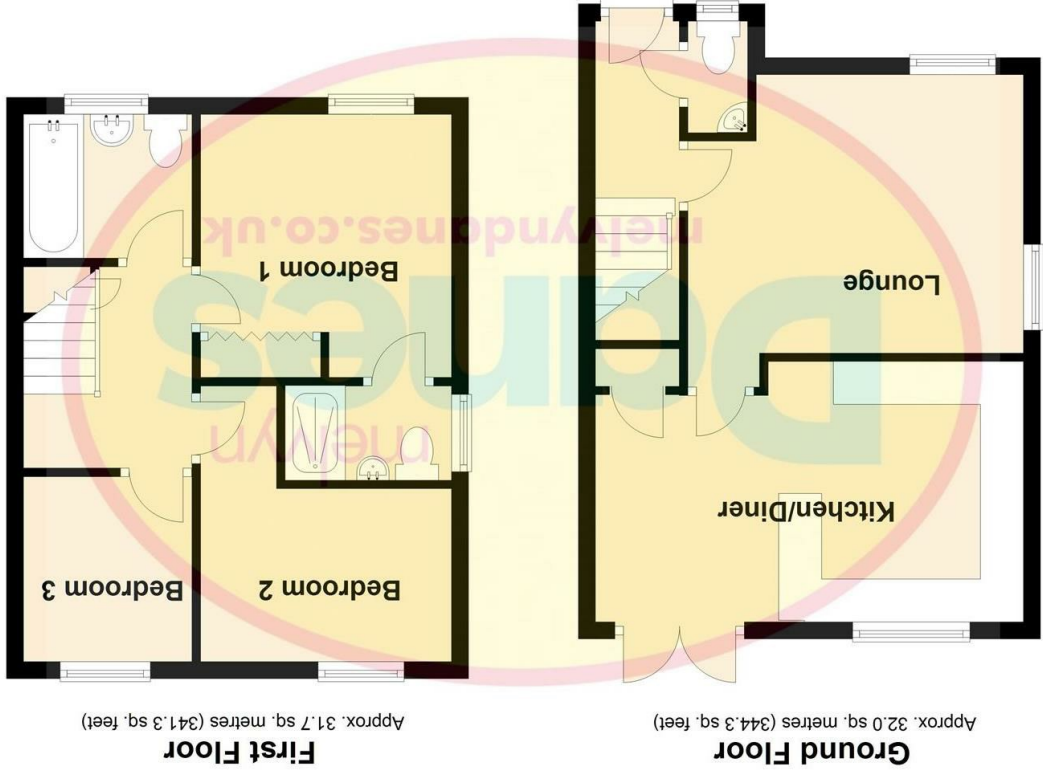 Ground Floor
Approx. 32.0 sq. metres (344.3 sq. feet)
Kitchen/Diner
Lounge
First Floor
Approx. 31.7 sq. metres (341.3 sq. feet)
Bedroom 2
Bedroom 3
Bedroom 1
melvyn
Danes
melvyndanes.co.uk